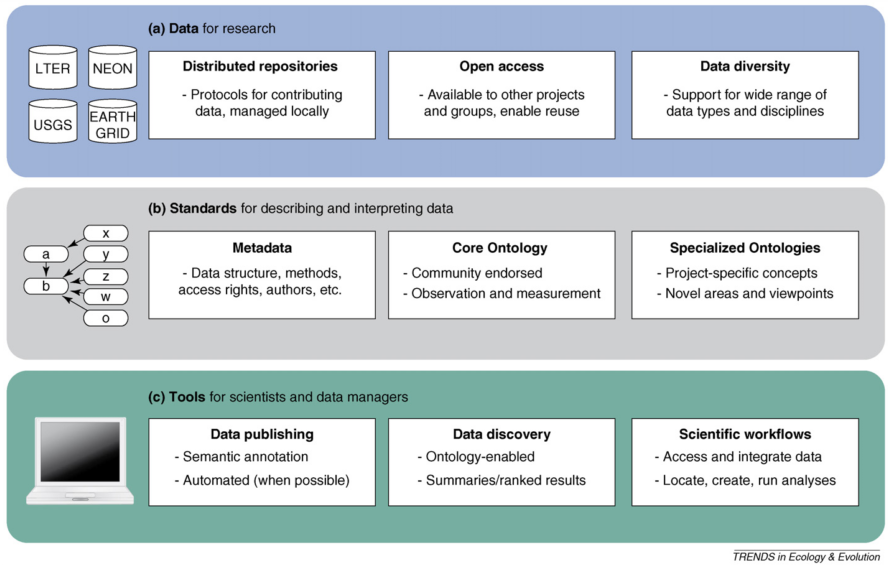 (a) Data for research
LTER
NEON
USGS
EARTH
GRID
Distributed repositories
- Protocols for contributing
data, managed locally
Open access
- Available to other projects
and groups, enable reuse
Data diversity
- Support for wide range of
data types and disciplines
(b) Standards for describing and interpreting data
x
a
y
z
b
w
o
Metadata
- Data structure, methods,
access rights, authors, etc.
Core Ontology
- Community endorsed
- Observation and measurement
Specialized Ontologies
- Project-specific concepts
- Novel areas and viewpoints
(c) Tools for scientists and data managers
Data publishing
- Semantic annotation
- Automated (when possible)
Data discovery
- Ontology-enabled
- Summaries/ranked results
Scientific workflows
- Access and integrate data
- Locate, create, run analyses
TRENDS in Ecology & Evolution